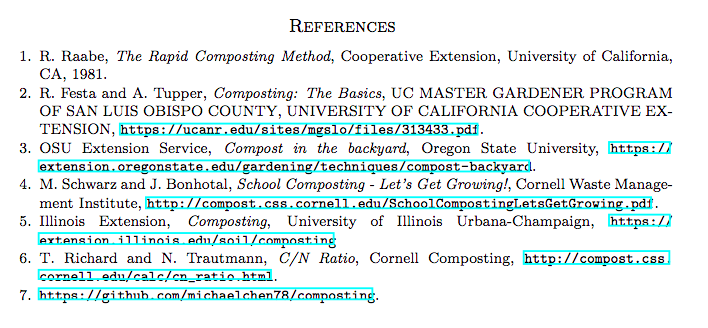 REFERENCES
1. R. Raabe, The Rapid Composting Method, Cooperative Extension, University of California,
CA, 1981.
2. R. Festa and A. Tupper, Composting: The Basics, UC MASTER GARDENER PROGRAM
OF SAN LUIS OBISPO COUNTY, UNIVERSITY OF CALIFORNIA COOPERATIVE EX-
TENSION, https://ucanr.edu/sites/mgslo/files/313433.pdf.
3. OSU Extension Service, Compost in the backyard, Oregon State University, https://
extension.oregonstate.edu/gardening/techniques/compost-backyard.
4. M. Schwarz and J. Bonhotal, School Composting - Let's Get Growing!, Cornell Waste Manage-
ment Institute, http://compost.css.cornell.edu/SchoolCompostingLetsGetGrowing.pdf.
5. Illinois Extension, Composting, University of Illinois Urbana-Champaign, https://
extension.illinois.edu/soil/composting
6. T. Richard and N. Trautmann, C/N Ratio, Cornell Composting, http://compost.css.
cornell.edu/calc/cn_ratio.html.
7. https://github.com/michaelchen78/composting.